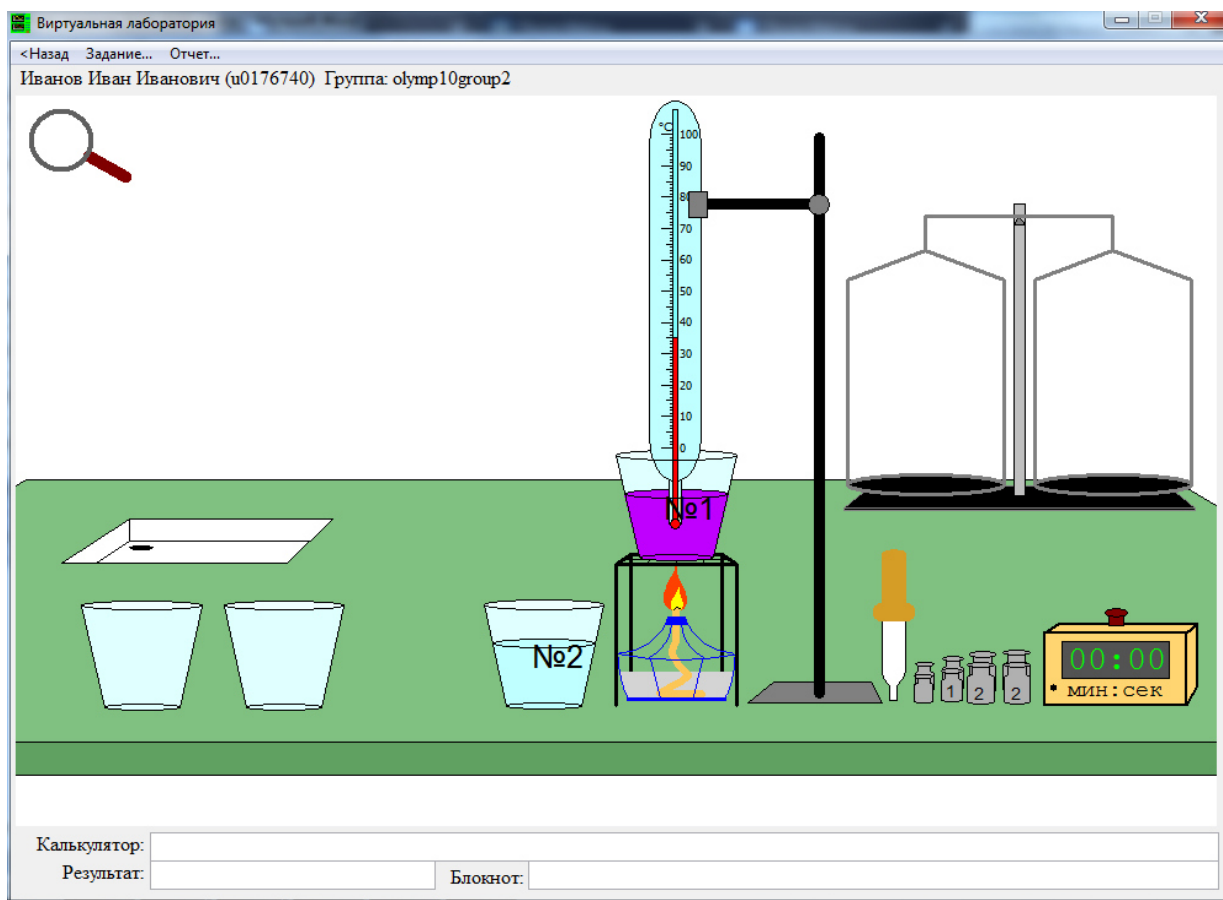 Виртуальная лаборатория
<Назад Задание... Отчет...
Иванов Иван Иванович (u0176740) Группа: olymp10group2
°C
100
90
80
70
60
50
40
30
20
10
0
№1
№2
1 2 2
00:00
мин:сек
Калькулятор:
Результат: Блокнот: